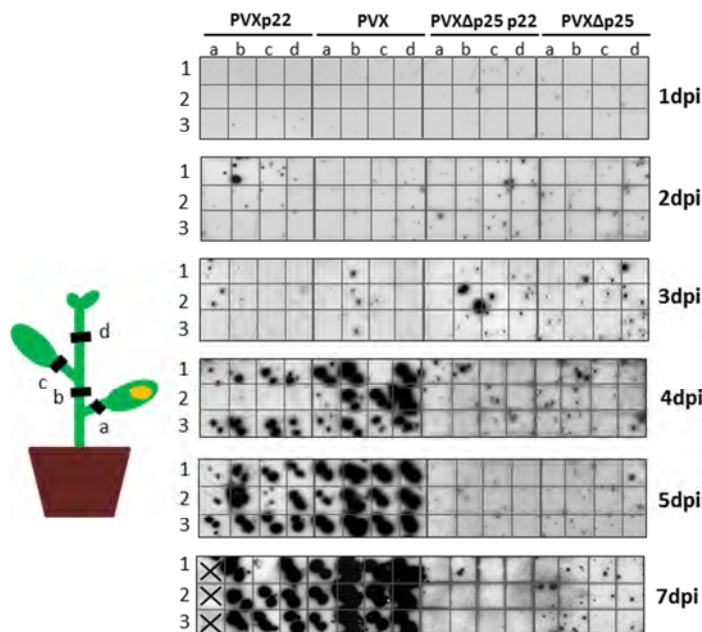 PVXp22 PVX PVXΔp25 p22 PVXΔp25
a b c d a b c d a b c d a b c d
1
2
3
1dpi
1
2
3
2dpi
1
2
3
3dpi
d
c
b
a
1
2
3
4dpi
1
2
3
5dpi
1
2
3
7dpi